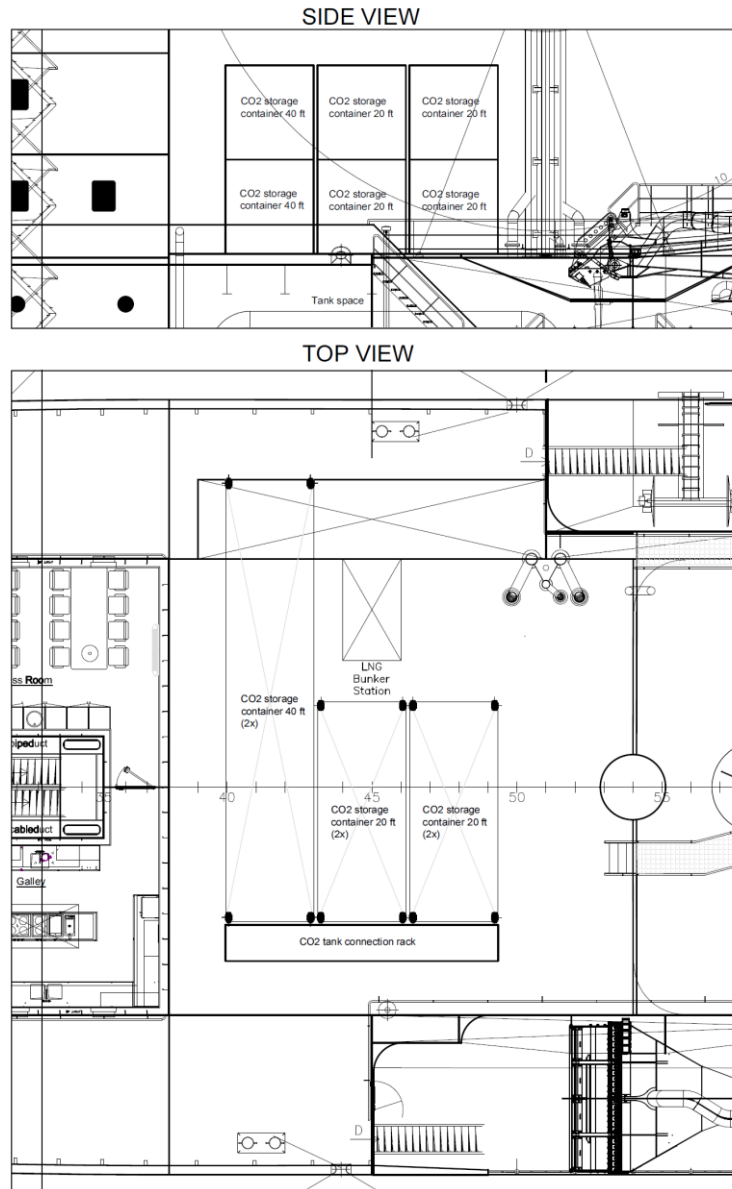 SIDE VIEW
CO2 storage
container 40 ft
CO2 storage
container 20 ft
CO2 storage
container 20 ft
CO2 storage
container 40 ft
CO2 storage
container 20 ft
CO2 storage
container 20 ft
10
Tank space
TOP VIEW
D
LNG
Bunker
Station
ss Room
CO2 storage
container 40 ft
(2x)
pipeduct
35
40
45
50
55
CO2 storage
container 20 ft
(2x)
CO2 storage
container 20 ft
(2x)
cableduct
Galley
CO2 tank connection rack
D